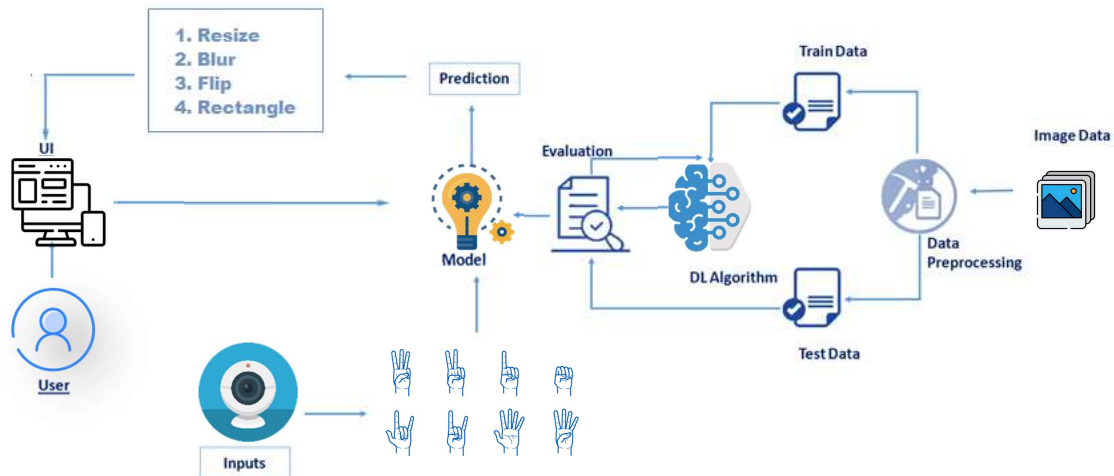 1. Resize
2. Blur
3. Flip
4. Rectangle
Prediction
Train Data
Image Data
UI
Evaluation
Model
DL Algorithm
Data
Preprocessing
Test Data
User
Inputs